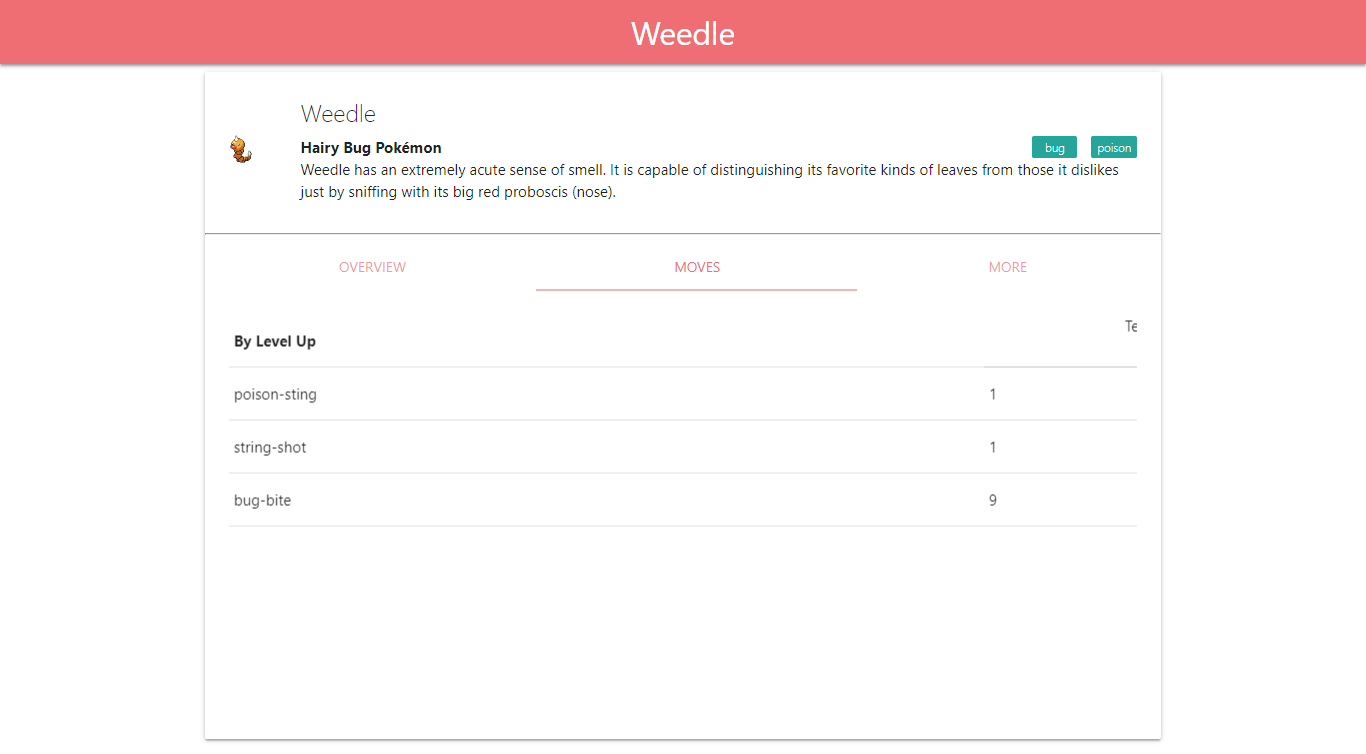 Weedle
Weedle
Hairy Bug Pokémon
bug
poison
Weedle has an extremely acute sense of smell. It is capable of distinguishing its favorite kinds of leaves from those it dislikes
just by sniffing with its big red proboscis (nose).
OVERVIEW
MOVES
MORE
Te
By Level Up
poison-sting
1
string-shot
1
bug-bite
9